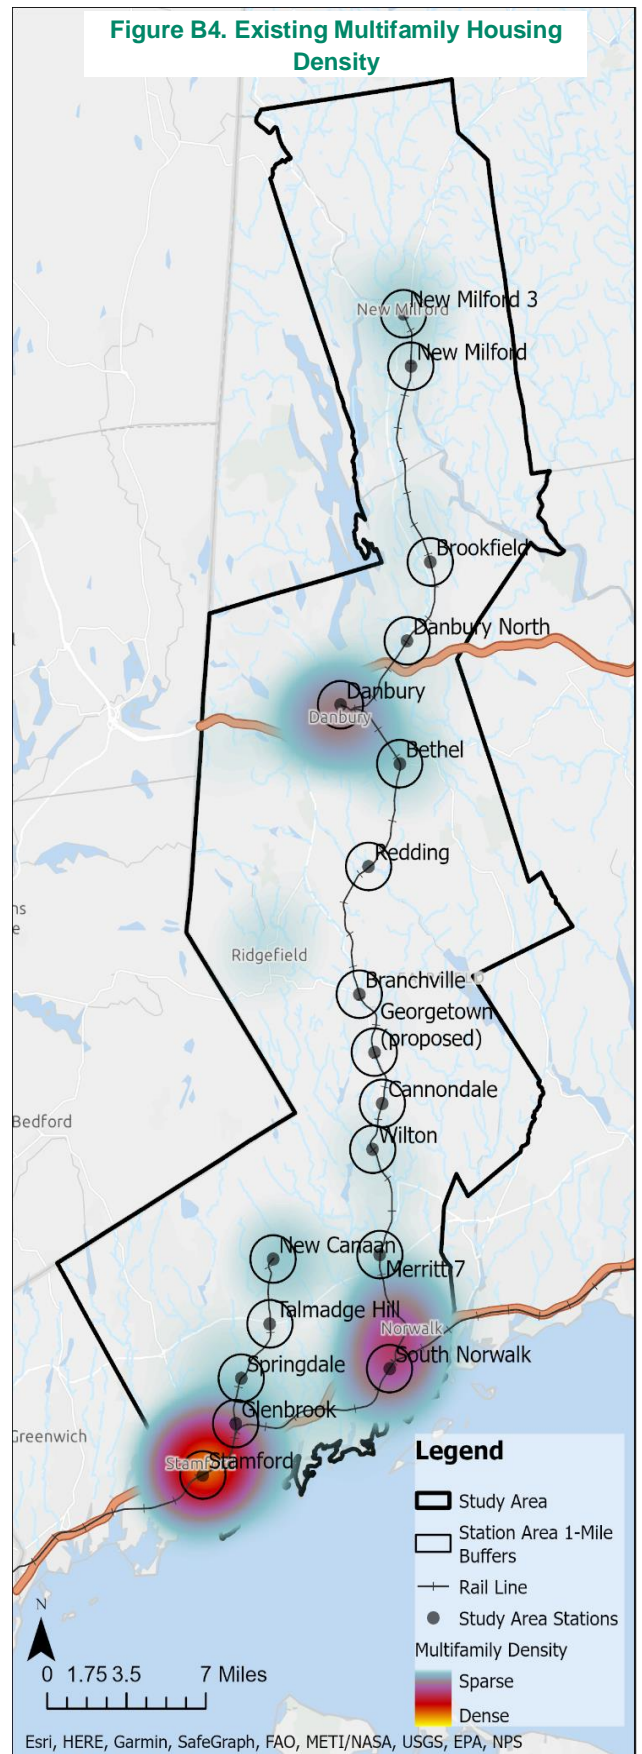 Figure B4. Existing Multifamily Housing
Density
New Milford 3
New Milford
New Milford
Brookfield
Danbury North
Danbury
Danbury
Bethel
Redding
Ridgefield
Branchville
Georgetown
(proposed)
Cannondale
Wilton
Bedford
New Canaan
Merritt 7
Talmadge Hill
Norwalk
South Norwalk
Springdale
Glenbrook
Greenwich
Stamford
Legend
Study Area
Station Area 1-Mile
Buffers
Rail Line
Study Area Stations
Multifamily Density
Sparse
Dense
N
0 1.75 3.5 7 Miles
Esri, HERE, Garmin, SafeGraph, FAO, METI/NASA, USGS, EPA, NPS